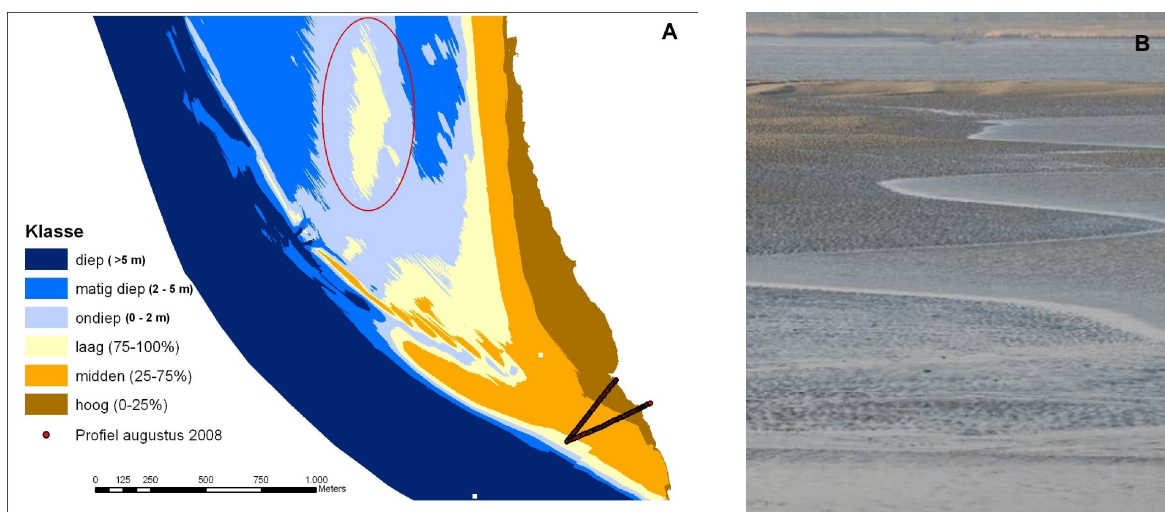 A
B
Klasse
diep (>5 m)
matig diep (2 - 5 m)
ondiep (0 - 2 m)
laag (75-100%)
midden (25-75%)
hoog (0-25%)
Profiel augustus 2008
0 125 250 500 750 1.000
Meters